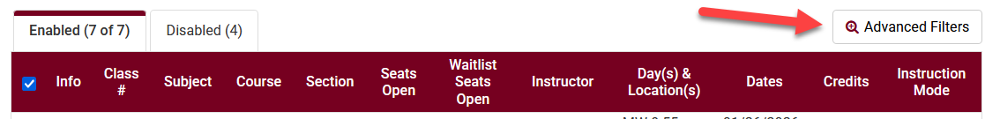 Enabled (7 of 7)
Disabled (4)
Advanced Filters
Info
Class
#
Subject
Course
Section
Seats
Open
Waitlist
Seats
Open
Instructor
Day(s) &
Location(s)
Dates
Credits
Instruction
Mode